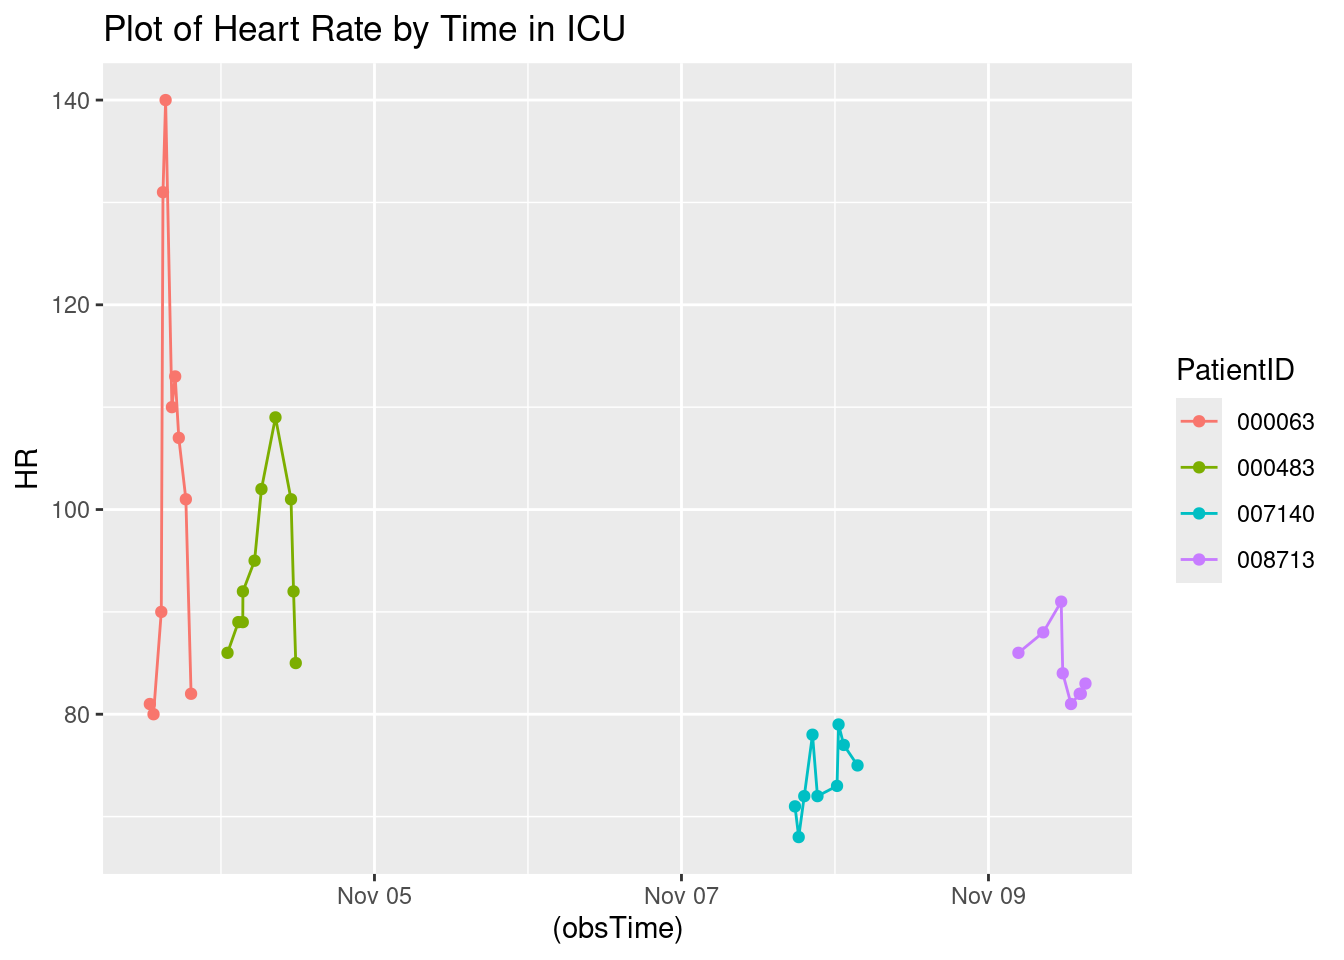 Plot of Heart Rate by Time in ICU
140
120
100
80
HR
Nov 05
Nov 07
Nov 09
(obsTime)
PatientID
000063
000483
007140
008713